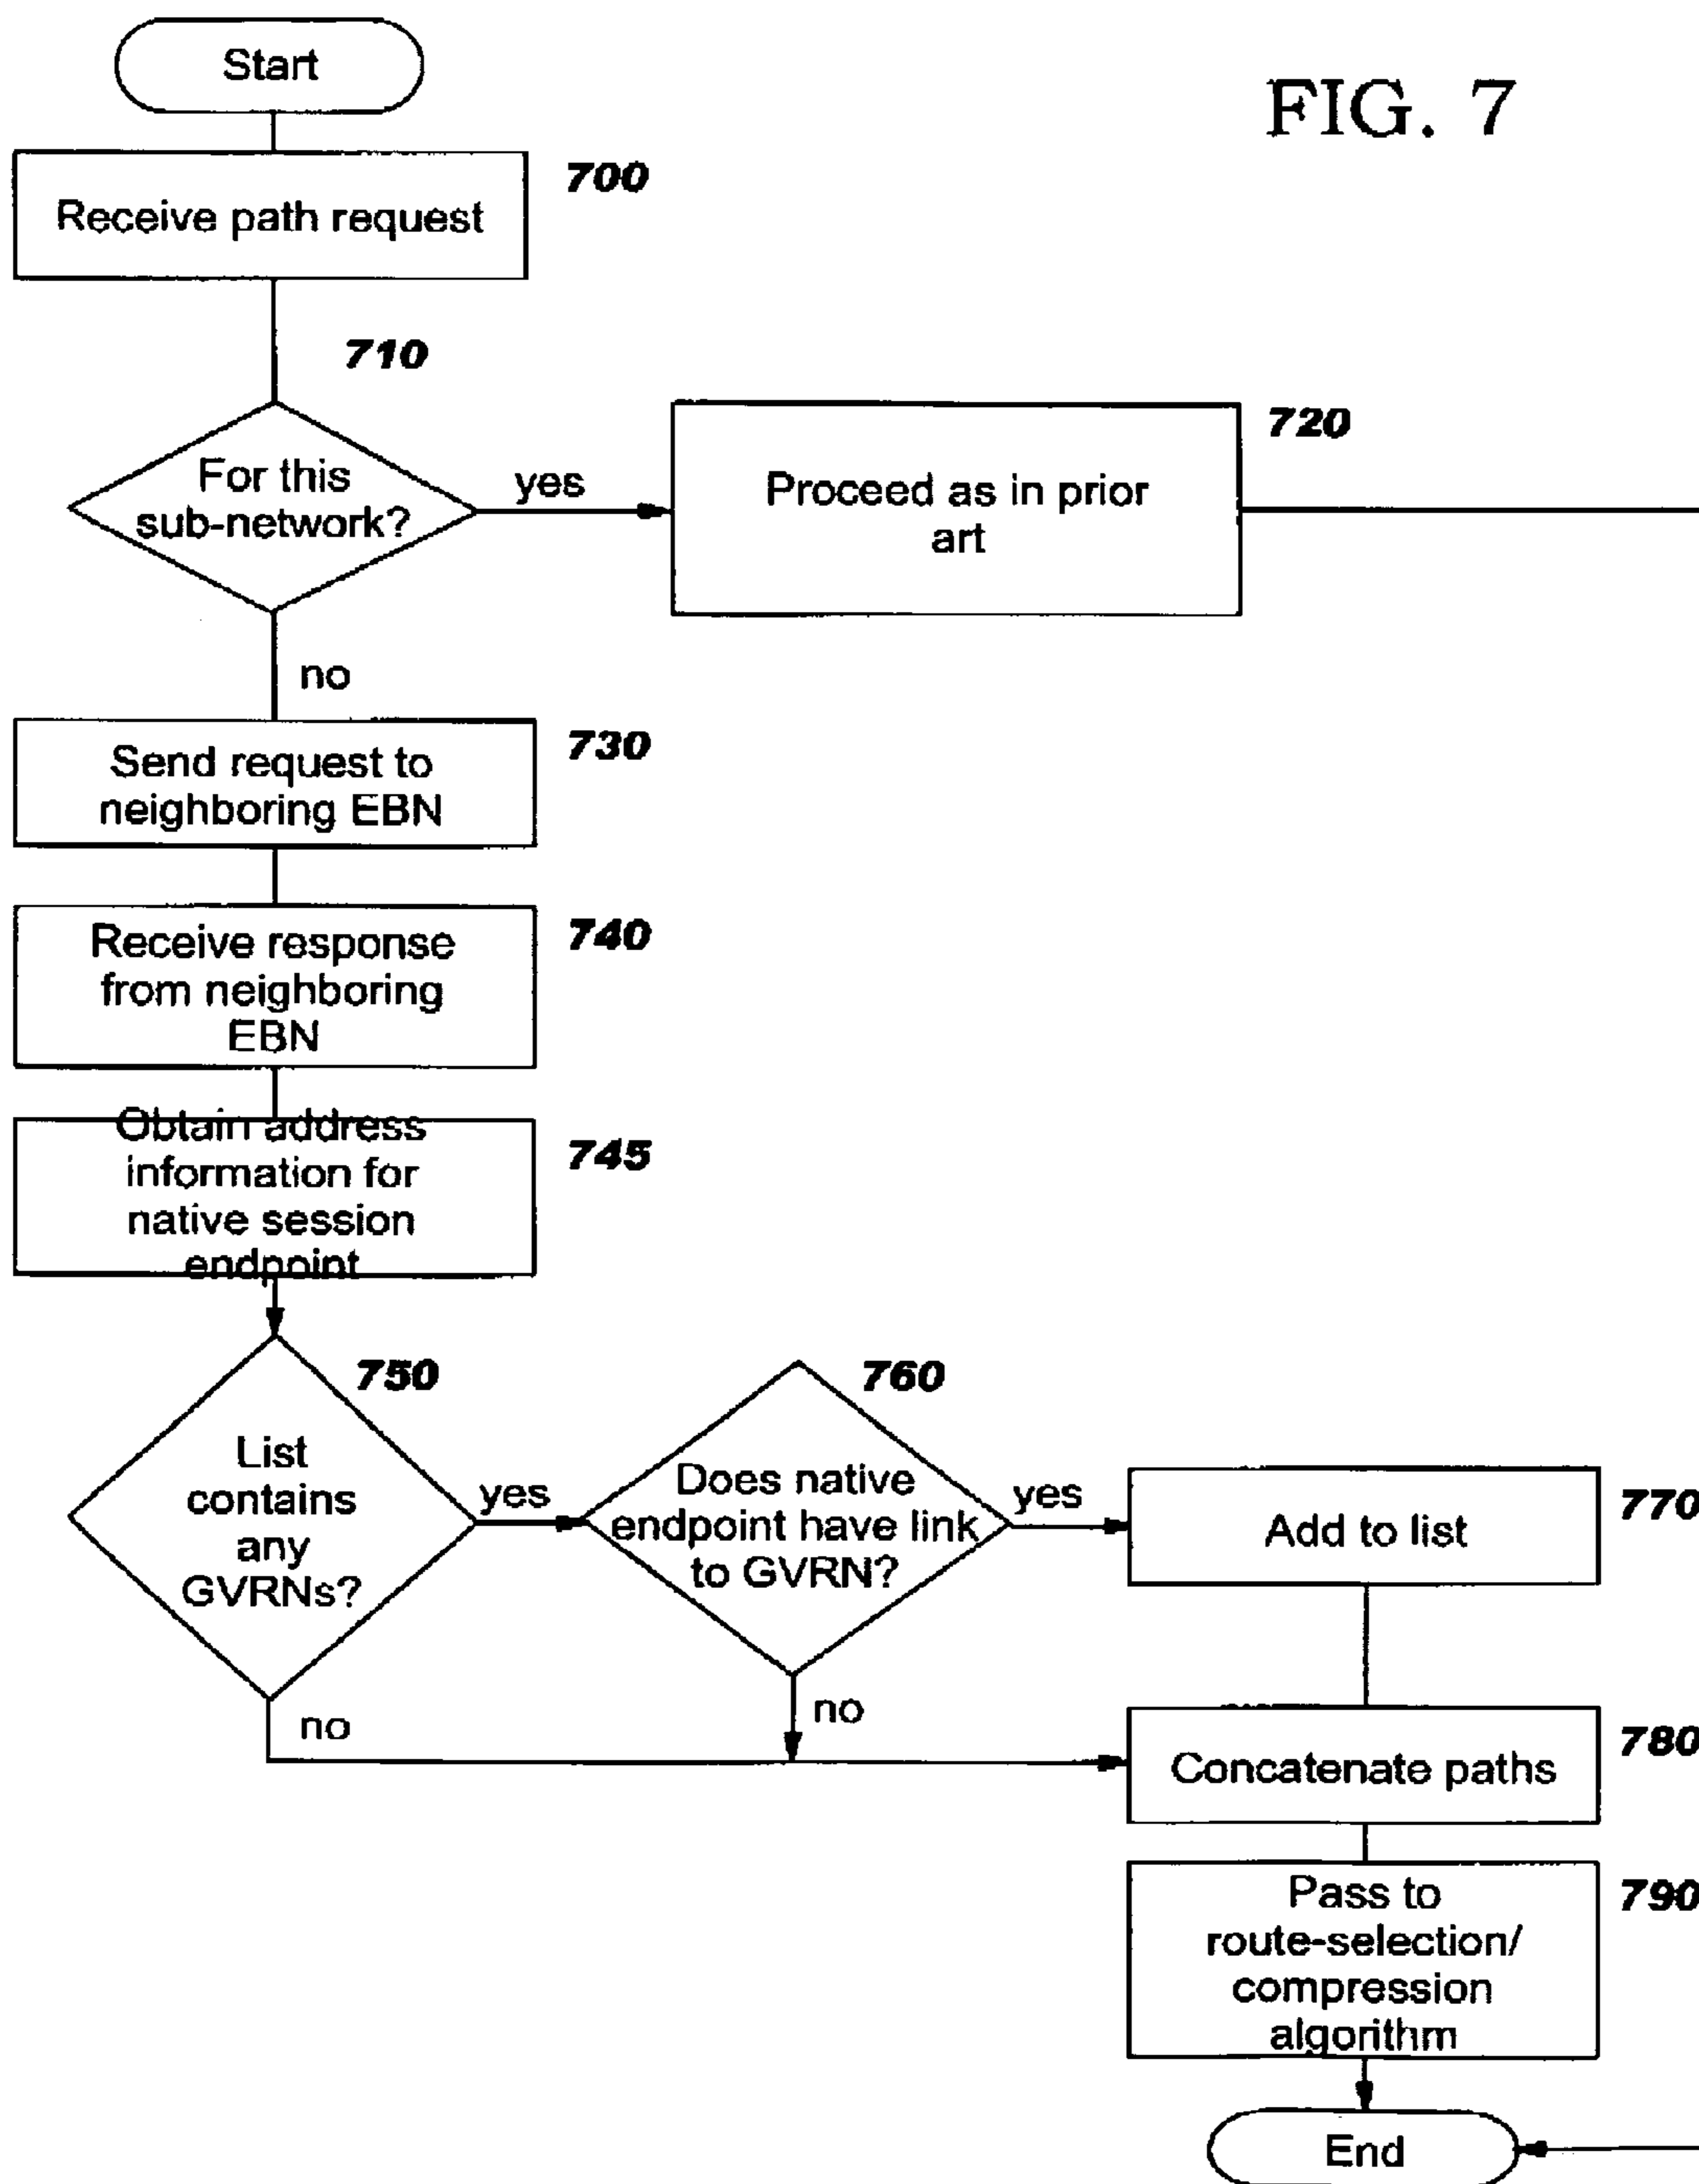 Start
FIG. 7
700
Receive path request
710
For this
sub-network?
yes
720
Proceed as in prior
art
no
730
Send request to
neighboring EBN
740
Receive response
from neighboring
EBN
745
Obtain address
information for
native session
endpoint
750
List
contains
any
GVRNs?
yes
760
Does native
endpoint have link
to GVRN?
yes
770
Add to list
no
no
780
Concatenate paths
790
Pass to
route-selection/
compression
algorithm
End